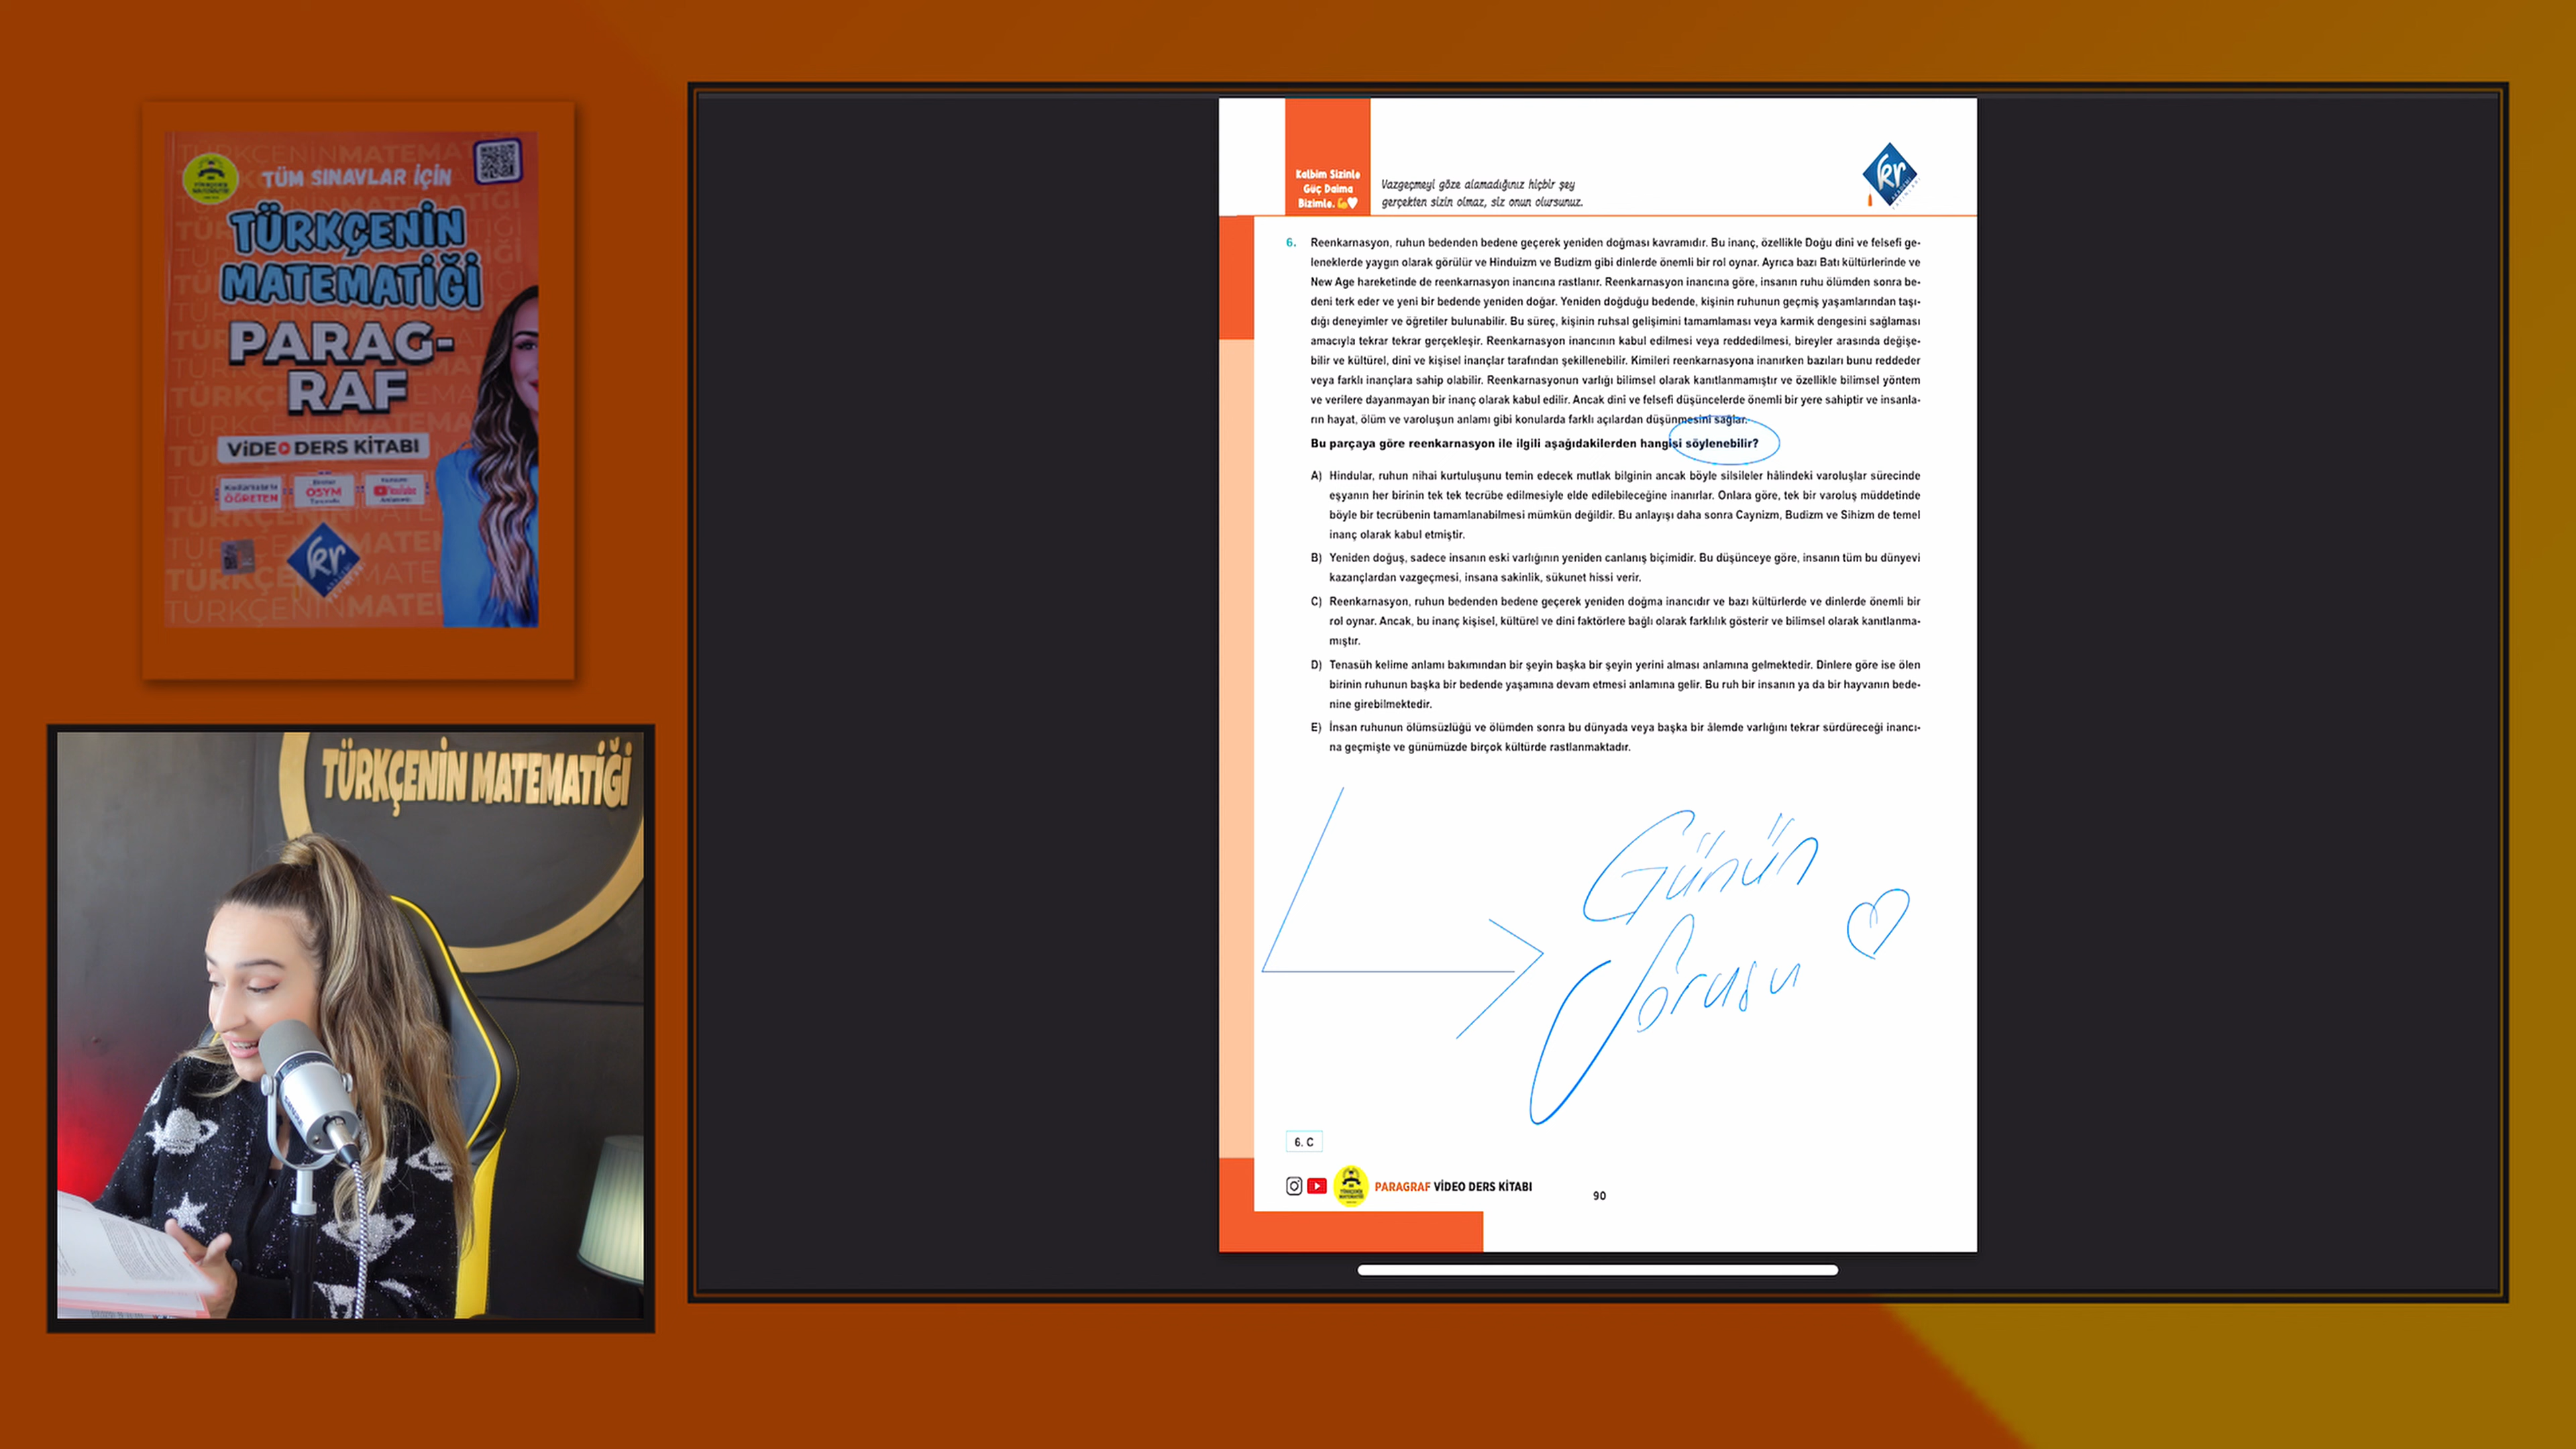 TÜM SINAVLAR İÇİN
TÜRKÇENİN
MATEMATİĞİ
PARAG-
RAF
VİDEO DERS KİTABI
ÖĞRETEN
ÖSYM
YouTube
kr
TÜRKÇENİN MATEMATİĞİ
Kalbim Sizinle
Güç Daima
Bizimle. 💪🤍
Vazgeçmeyi göze alamadığınız hiçbir şey
gerçekten sizin olmaz, siz onun olursunuz.
kr
6. Reenkarnasyon, ruhun bedenden bedene geçerek yeniden doğması kavramıdır. Bu inanç, özellikle Doğu dini ve felsefi ge-
leneklerde yaygın olarak görülür ve Hinduizm ve Budizm gibi dinlerde önemli bir rol oynar. Ayrıca bazı Batı kültürlerinde ve
New Age hareketinde de reenkarnasyon inancına rastlanır. Reenkarnasyon inancına göre, insanın ruhu ölümden sonra be-
deni terk eder ve yeni bir bedende yeniden doğar. Yeniden doğduğu bedende, kişinin ruhunun geçmiş yaşamlarından taşı-
dığı deneyimler ve öğretiler bulunabilir. Bu süreç, kişinin ruhsal gelişimini tamamlaması veya karmik dengesini sağlaması
amacıyla tekrar tekrar gerçekleşir. Reenkarnasyon inancının kabul edilmesi veya reddedilmesi, bireyler arasında değişe-
bilir ve kültürel, dini ve kişisel inançlar tarafından şekillenebilir. Kimileri reenkarnasyona inanırken bazıları bunu reddeder
veya farklı inançlara sahip olabilir. Reenkarnasyonun varlığı bilimsel olarak kanıtlanmamıştır ve özellikle bilimsel yöntem
ve verilere dayanmayan bir inanç olarak kabul edilir. Ancak dini ve felsefi düşüncelerde önemli bir yere sahiptir ve insanla-
rın hayat, ölüm ve varoluşun anlamı gibi konularda farklı açılardan düşünmesini sağlar.
Bu parçaya göre reenkarnasyon ile ilgili aşağıdakilerden hangisi söylenebilir?
A) Hindular, ruhun nihai kurtuluşunu temin edecek mutlak bilginin ancak böyle silsileler hâlindeki varoluşlar sürecinde
eşyanın her birinin tek tek tecrübe edilmesiyle elde edilebileceğine inanırlar. Onlara göre, tek bir varoluş müddetinde
böyle bir tecrübenin tamamlanabilmesi mümkün değildir. Bu anlayışı daha sonra Caynizm, Budizm ve Sihizm de temel
inanç olarak kabul etmiştir.
B) Yeniden doğuş, sadece insanın eski varlığının yeniden canlanış biçimidir. Bu düşünceye göre, insanın tüm bu dünyevi
kazançlardan vazgeçmesi, insana sakinlik, sükunet hissi verir.
C) Reenkarnasyon, ruhun bedenden bedene geçerek yeniden doğma inancıdır ve bazı kültürlerde ve dinlerde önemli bir
rol oynar. Ancak, bu inanç kişisel, kültürel ve dini faktörlere bağlı olarak farklılık gösterir ve bilimsel olarak kanıtlanma-
mıştır.
D) Tenasüh kelime anlamı bakımından bir şeyin başka bir şeyin yerini alması anlamına gelmektedir. Dinlere göre ise ölen
birinin ruhunun başka bir bedende yaşamına devam etmesi anlamına gelir. Bu ruh bir insanın ya da bir hayvanın bede-
nine girebilmektedir.
E) İnsan ruhunun ölümsüzlüğü ve ölümden sonra bu dünyada veya başka bir âlemde varlığını tekrar sürdüreceği inancı-
na geçmişte ve günümüzde birçok kültürde rastlanmaktadır.
Günün
Sorusu
6. C
PARAGRAF VİDEO DERS KİTABI
90